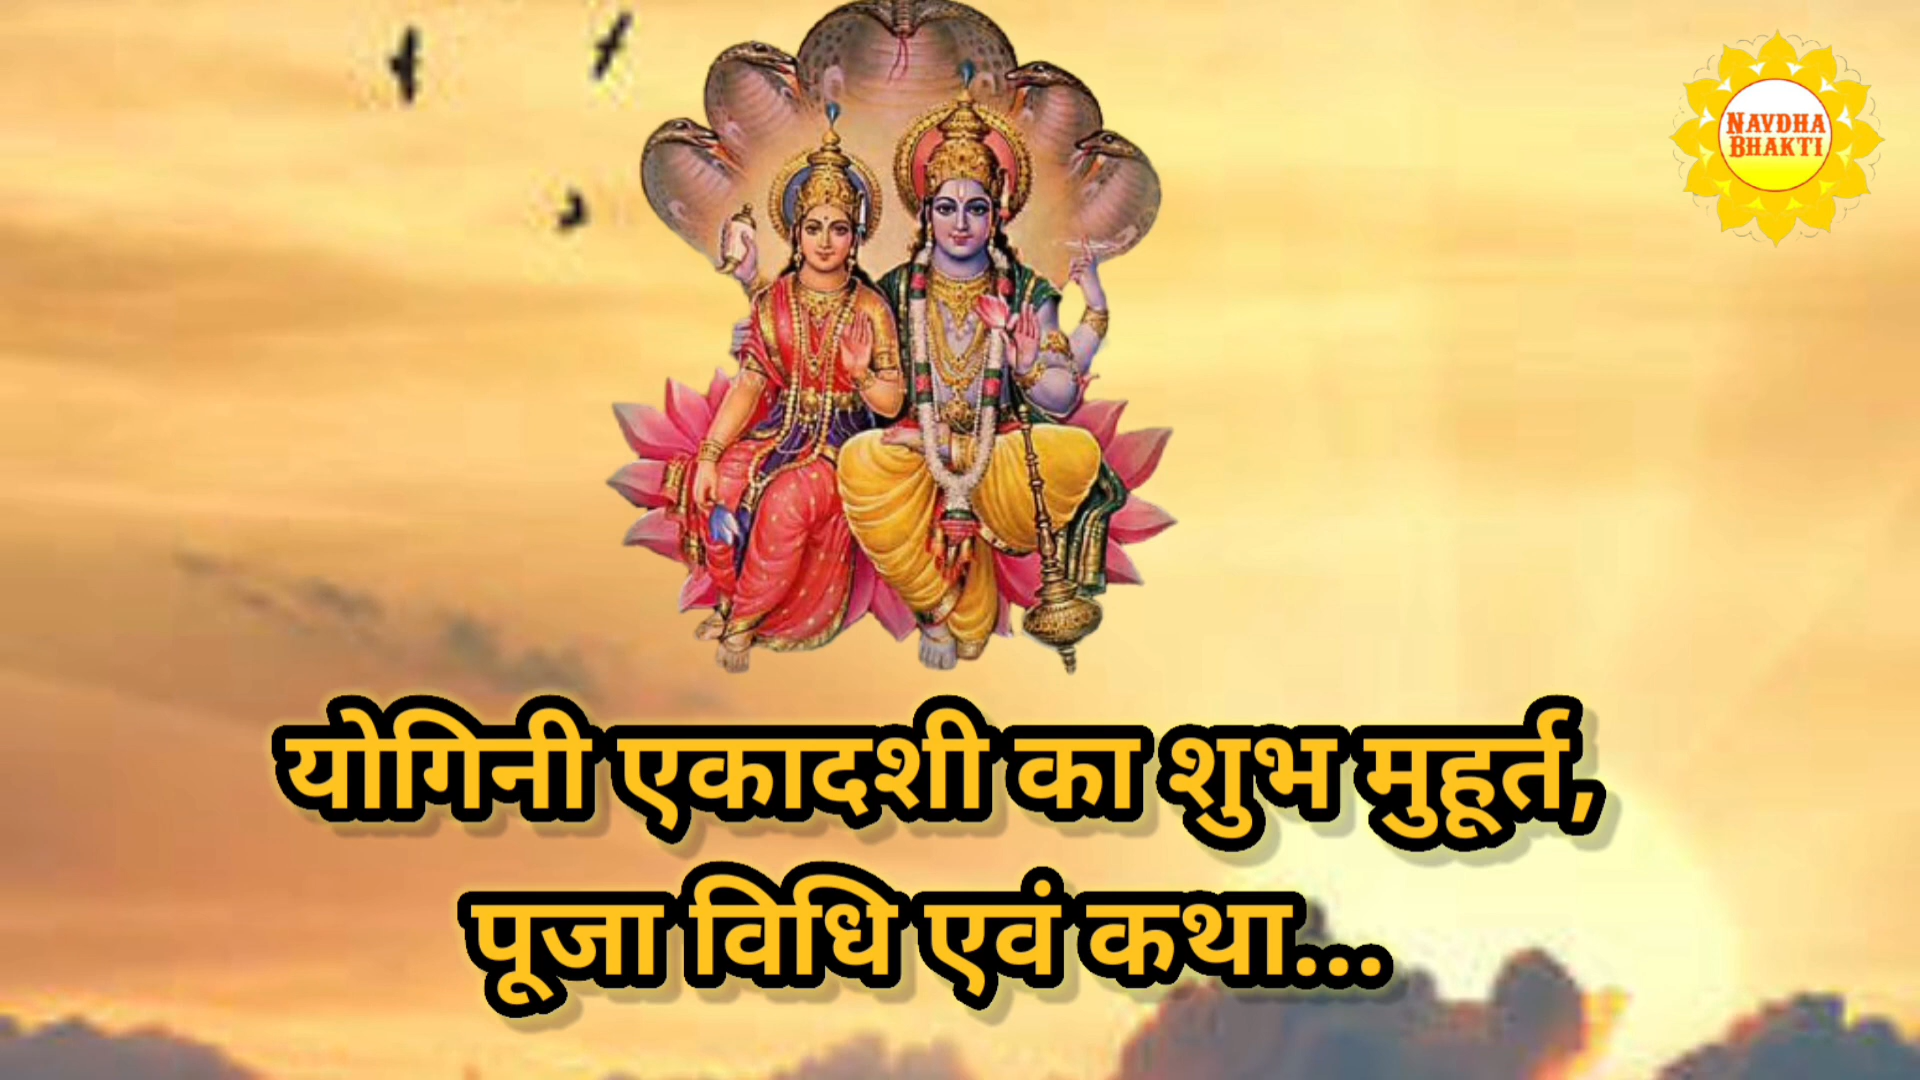 NAVDHA
BHAKTI
योगिनी एकादशी का शुभ मुहूर्त,
पूजा विधि एवं कथा...